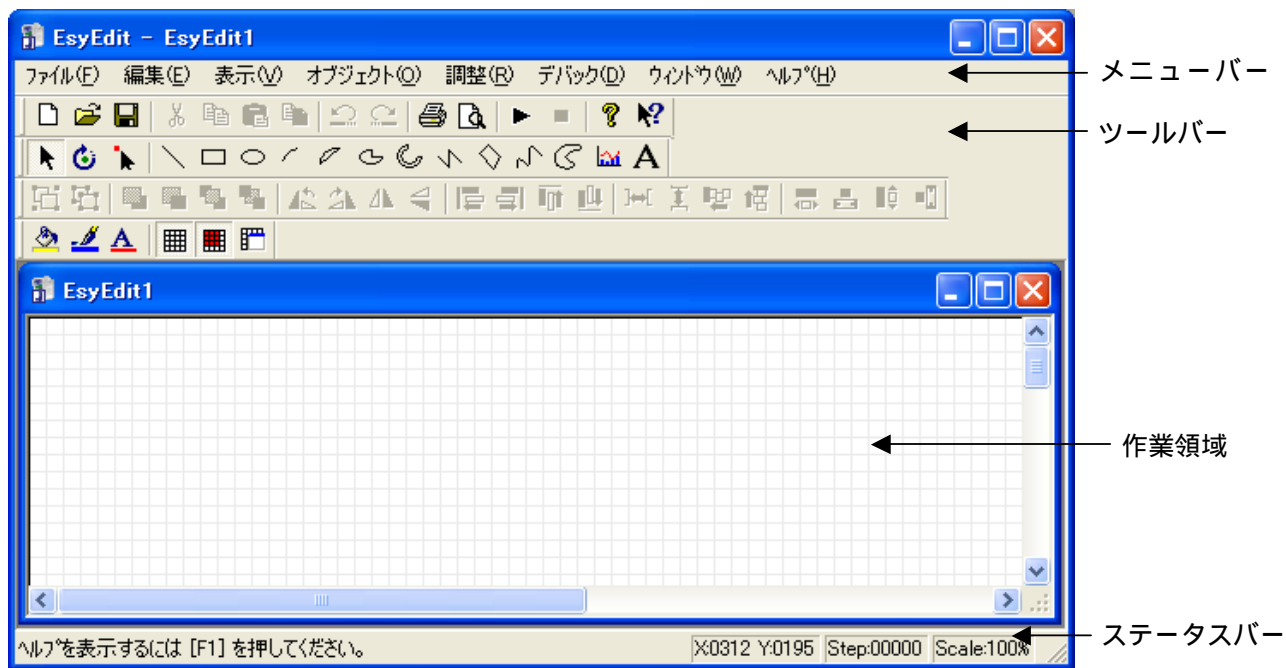 EsyEdit - EsyEdit1
ファイル(F) 編集(E) 表示(V) オブジェクト(O) 調整(R) デバック(D) ウィンドウ(W) ヘルプ(H)
メニューバー
ツールバー
EsyEdit1
作業領域
ヘルプを表示するには [F1] を押してください。
X:0312 Y:0195 Step:00000 Scale:100%
ステータスバー